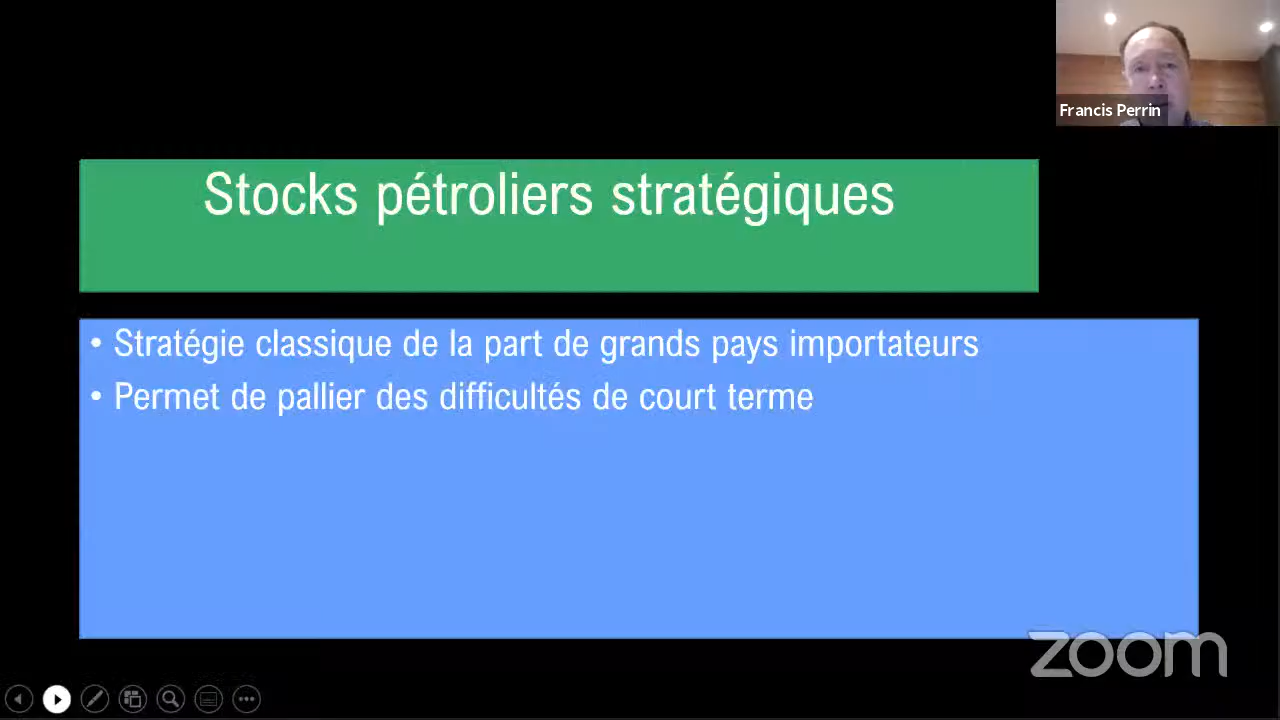 Francis Perrin
Stocks pétroliers stratégiques
• Stratégie classique de la part de grands pays importateurs
• Permet de pallier des difficultés de court terme
zoom